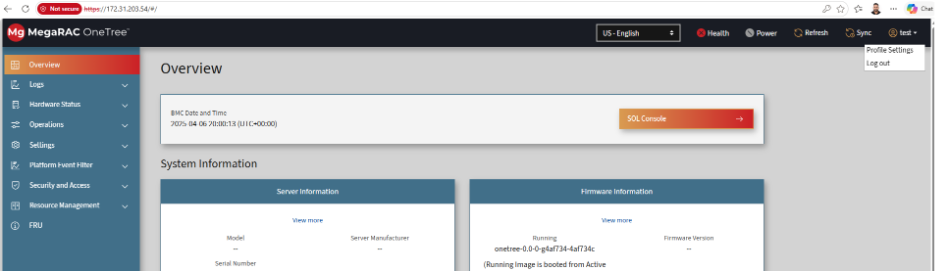 Not secure https://172.31.203.54/#/
Chat
Mg MegaRAC OneTree
US - English
Health
Power
Refresh
Sync
test
Profile Settings
Log out
Overview
Logs
Hardware Status
Operations
Settings
Platform Event Filter
Security and Access
Resource Management
FRU
Overview
BMC Date and Time
2025-04-06 20:00:13 (UTC+00:00)
SOL Console
System Information
Server Information
View more
Model
Server Manufacturer
--
--
Serial Number
Firmware Information
View more
Running
Firmware Version
onetree-0.0-0-g4af734-4af734c
--
(Running Image is booted from Active